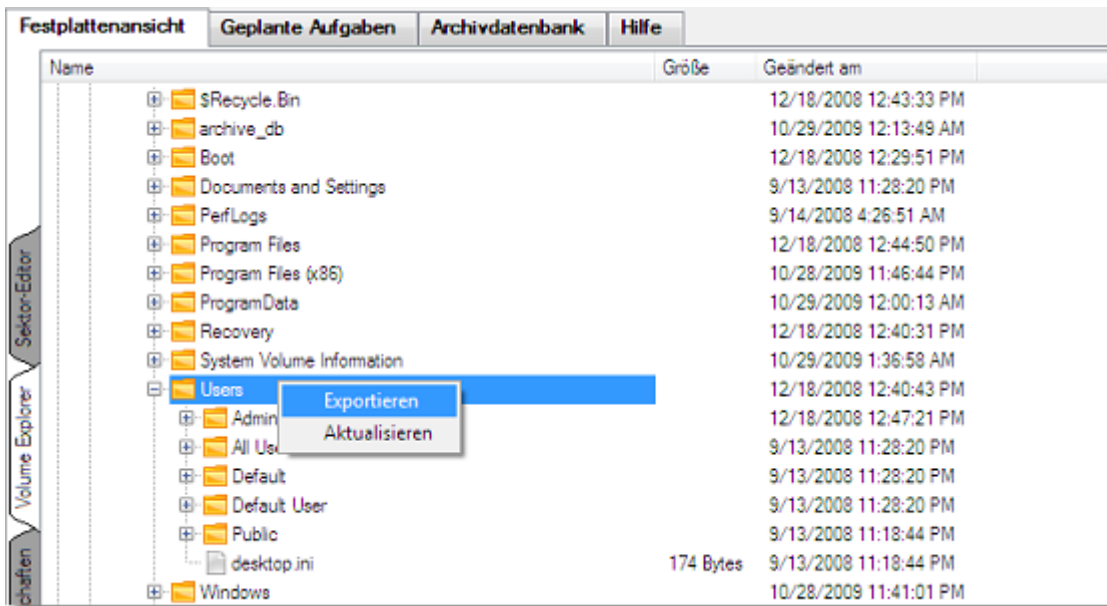 Festplattenansicht Geplante Aufgaben Archivdatenbank Hilfe
Name Größe Geändert am
$Recycle.Bin 12/18/2008 12:43:33 PM
archive_db 10/29/2009 12:13:49 AM
Boot 12/18/2008 12:29:51 PM
Documents and Settings 9/13/2008 11:28:20 PM
PerfLogs 9/14/2008 4:26:51 AM
Program Files 12/18/2008 12:44:50 PM
Program Files (x86) 10/28/2009 11:46:44 PM
ProgramData 10/29/2009 12:00:13 AM
Recovery 12/18/2008 12:40:31 PM
System Volume Information 10/29/2009 1:36:58 AM
Users 12/18/2008 12:40:43 PM
Exportieren
Admin 12/18/2008 12:47:21 PM
Aktualisieren
All Use 9/13/2008 11:28:20 PM
Default 9/13/2008 11:28:20 PM
Default User 9/13/2008 11:28:20 PM
Public 9/13/2008 11:18:44 PM
desktop.ini 174 Bytes 9/13/2008 11:18:44 PM
Windows 10/28/2009 11:41:01 PM
Sektor-Editor
Volume Explorer
chaften